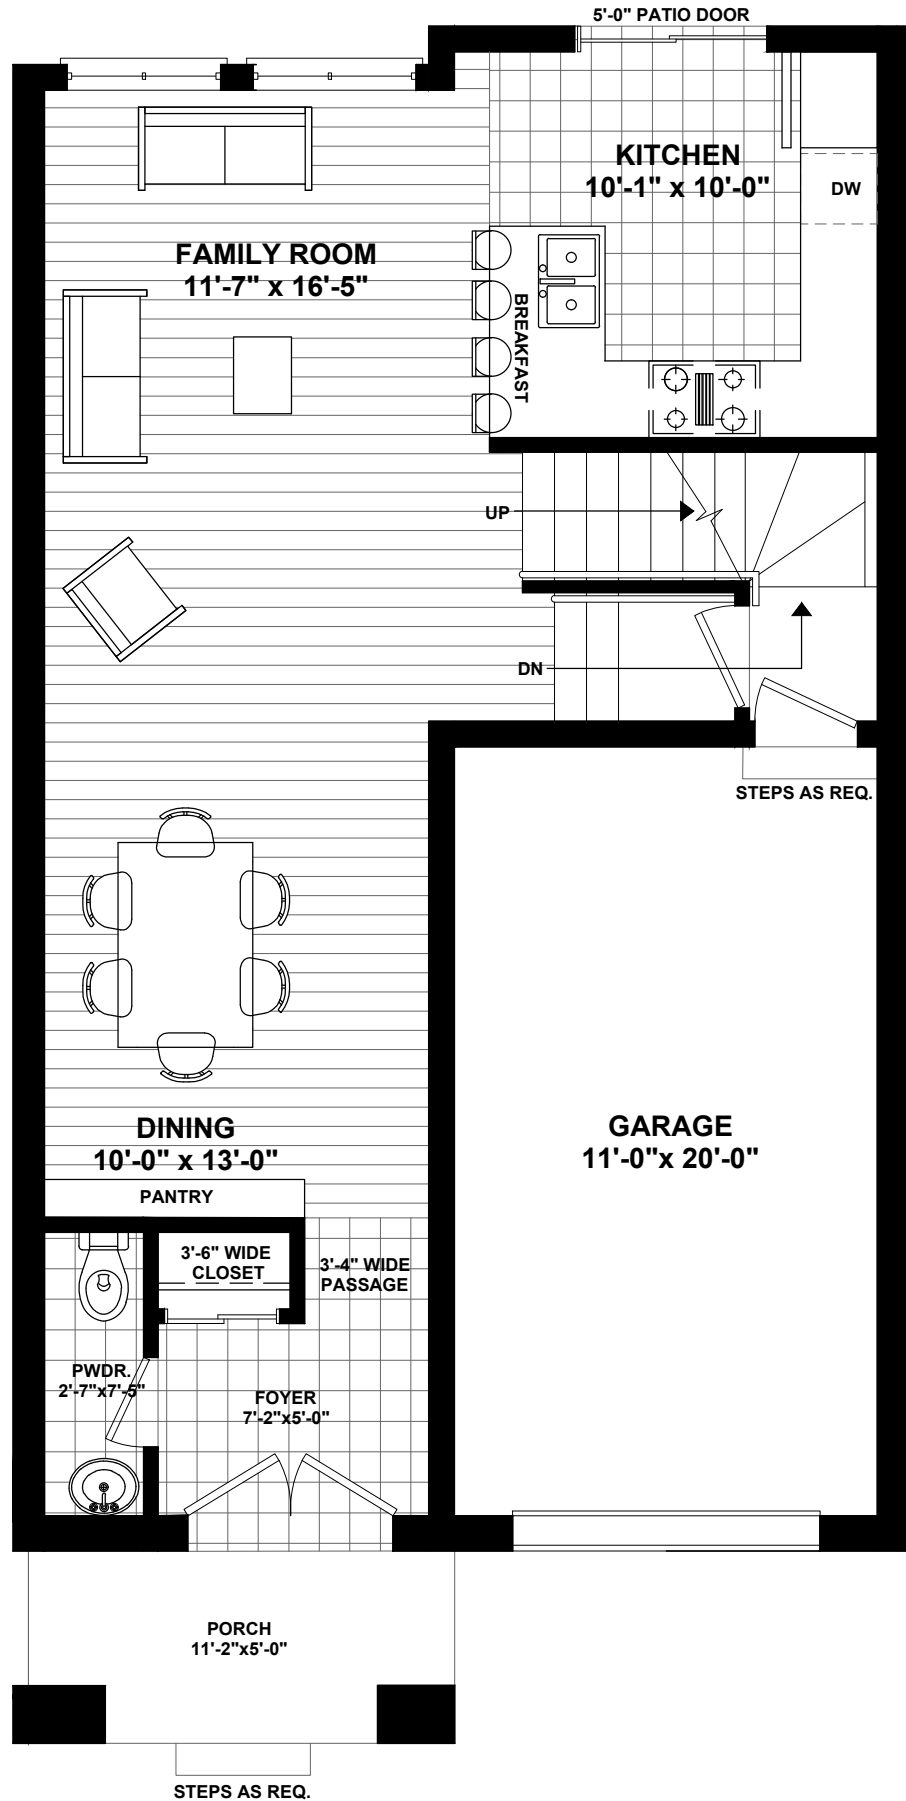 5'-0" PATIO DOOR
KITCHEN
10'-1" x 10'-0"
DW
FAMILY ROOM
11'-7" x 16'-5"
BREAKFAST
UP
DN
STEPS AS REQ.
DINING
10'-0" x 13'-0"
GARAGE
11'-0"x 20'-0"
PANTRY
3'-6" WIDE
CLOSET
3'-4" WIDE
PASSAGE
PWDR.
2'-7"x7'-5"
FOYER
7'-2"x5'-0"
PORCH
11'-2"x5'-0"
STEPS AS REQ.